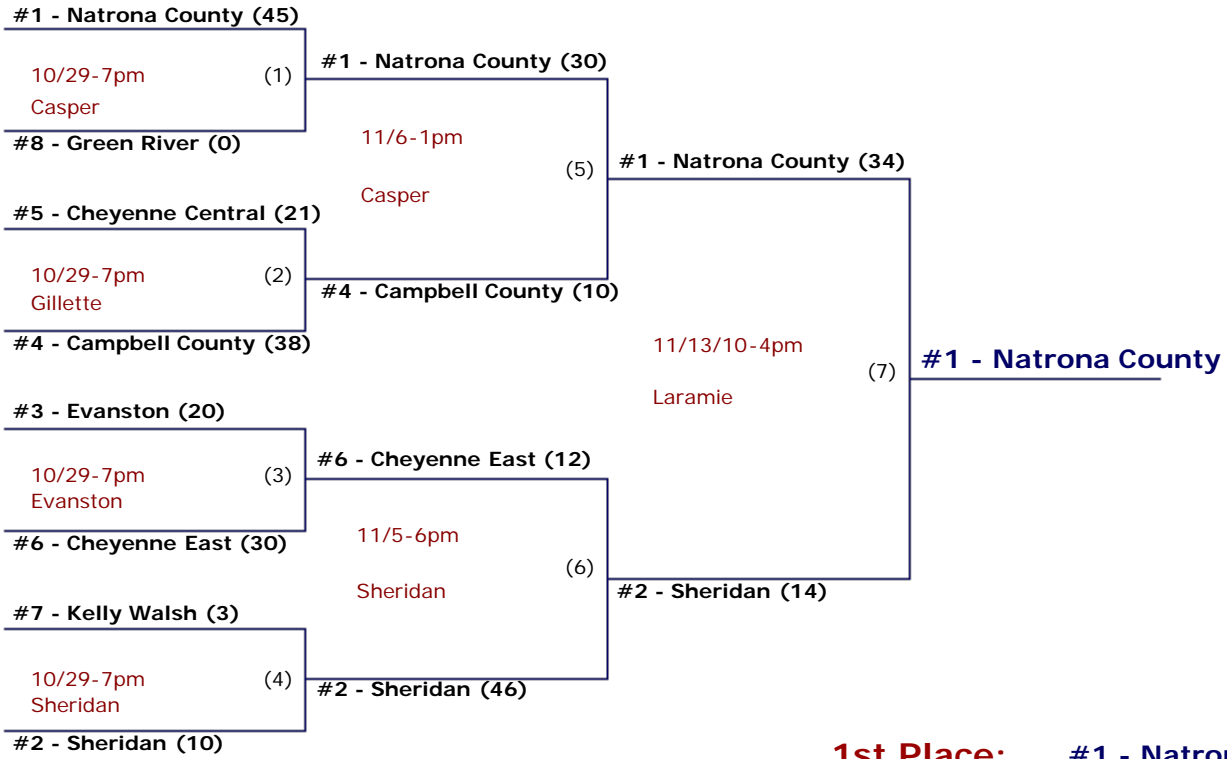 #1 - Natrona County (45)
10/29-7pm (1)
Casper
#8 - Green River (0)
#5 - Cheyenne Central (21)
10/29-7pm (2)
Gillette
#4 - Campbell County (38)
#3 - Evanston (20)
10/29-7pm (3)
Evanston
#6 - Cheyenne East (30)
#7 - Kelly Walsh (3)
10/29-7pm (4)
Sheridan
#2 - Sheridan (10)
#1 - Natrona County (30)
11/6-1pm
(5)
Casper
#4 - Campbell County (10)
#6 - Cheyenne East (12)
11/5-6pm
(6)
Sheridan
#2 - Sheridan (46)
#1 - Natrona County (34)
11/13/10-4pm
(7)
Laramie
#2 - Sheridan (14)
#1 - Natrona County
1st Place: #1 - Natro